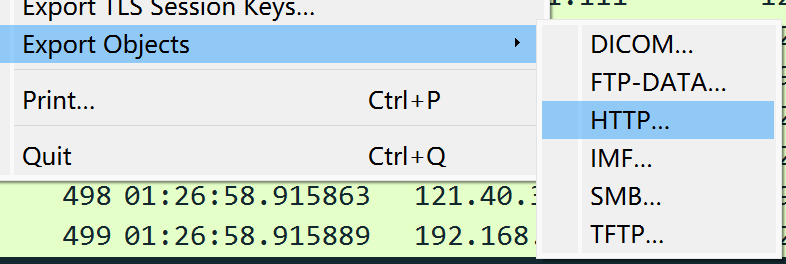 Export TLS Session Keys...
Export Objects
Print... Ctrl+P
Quit Ctrl+Q
DICOM...
FTP-DATA...
HTTP...
IMF...
SMB...
TFTP...
498 01:26:58.915863 121.40.
499 01:26:58.915889 192.168.